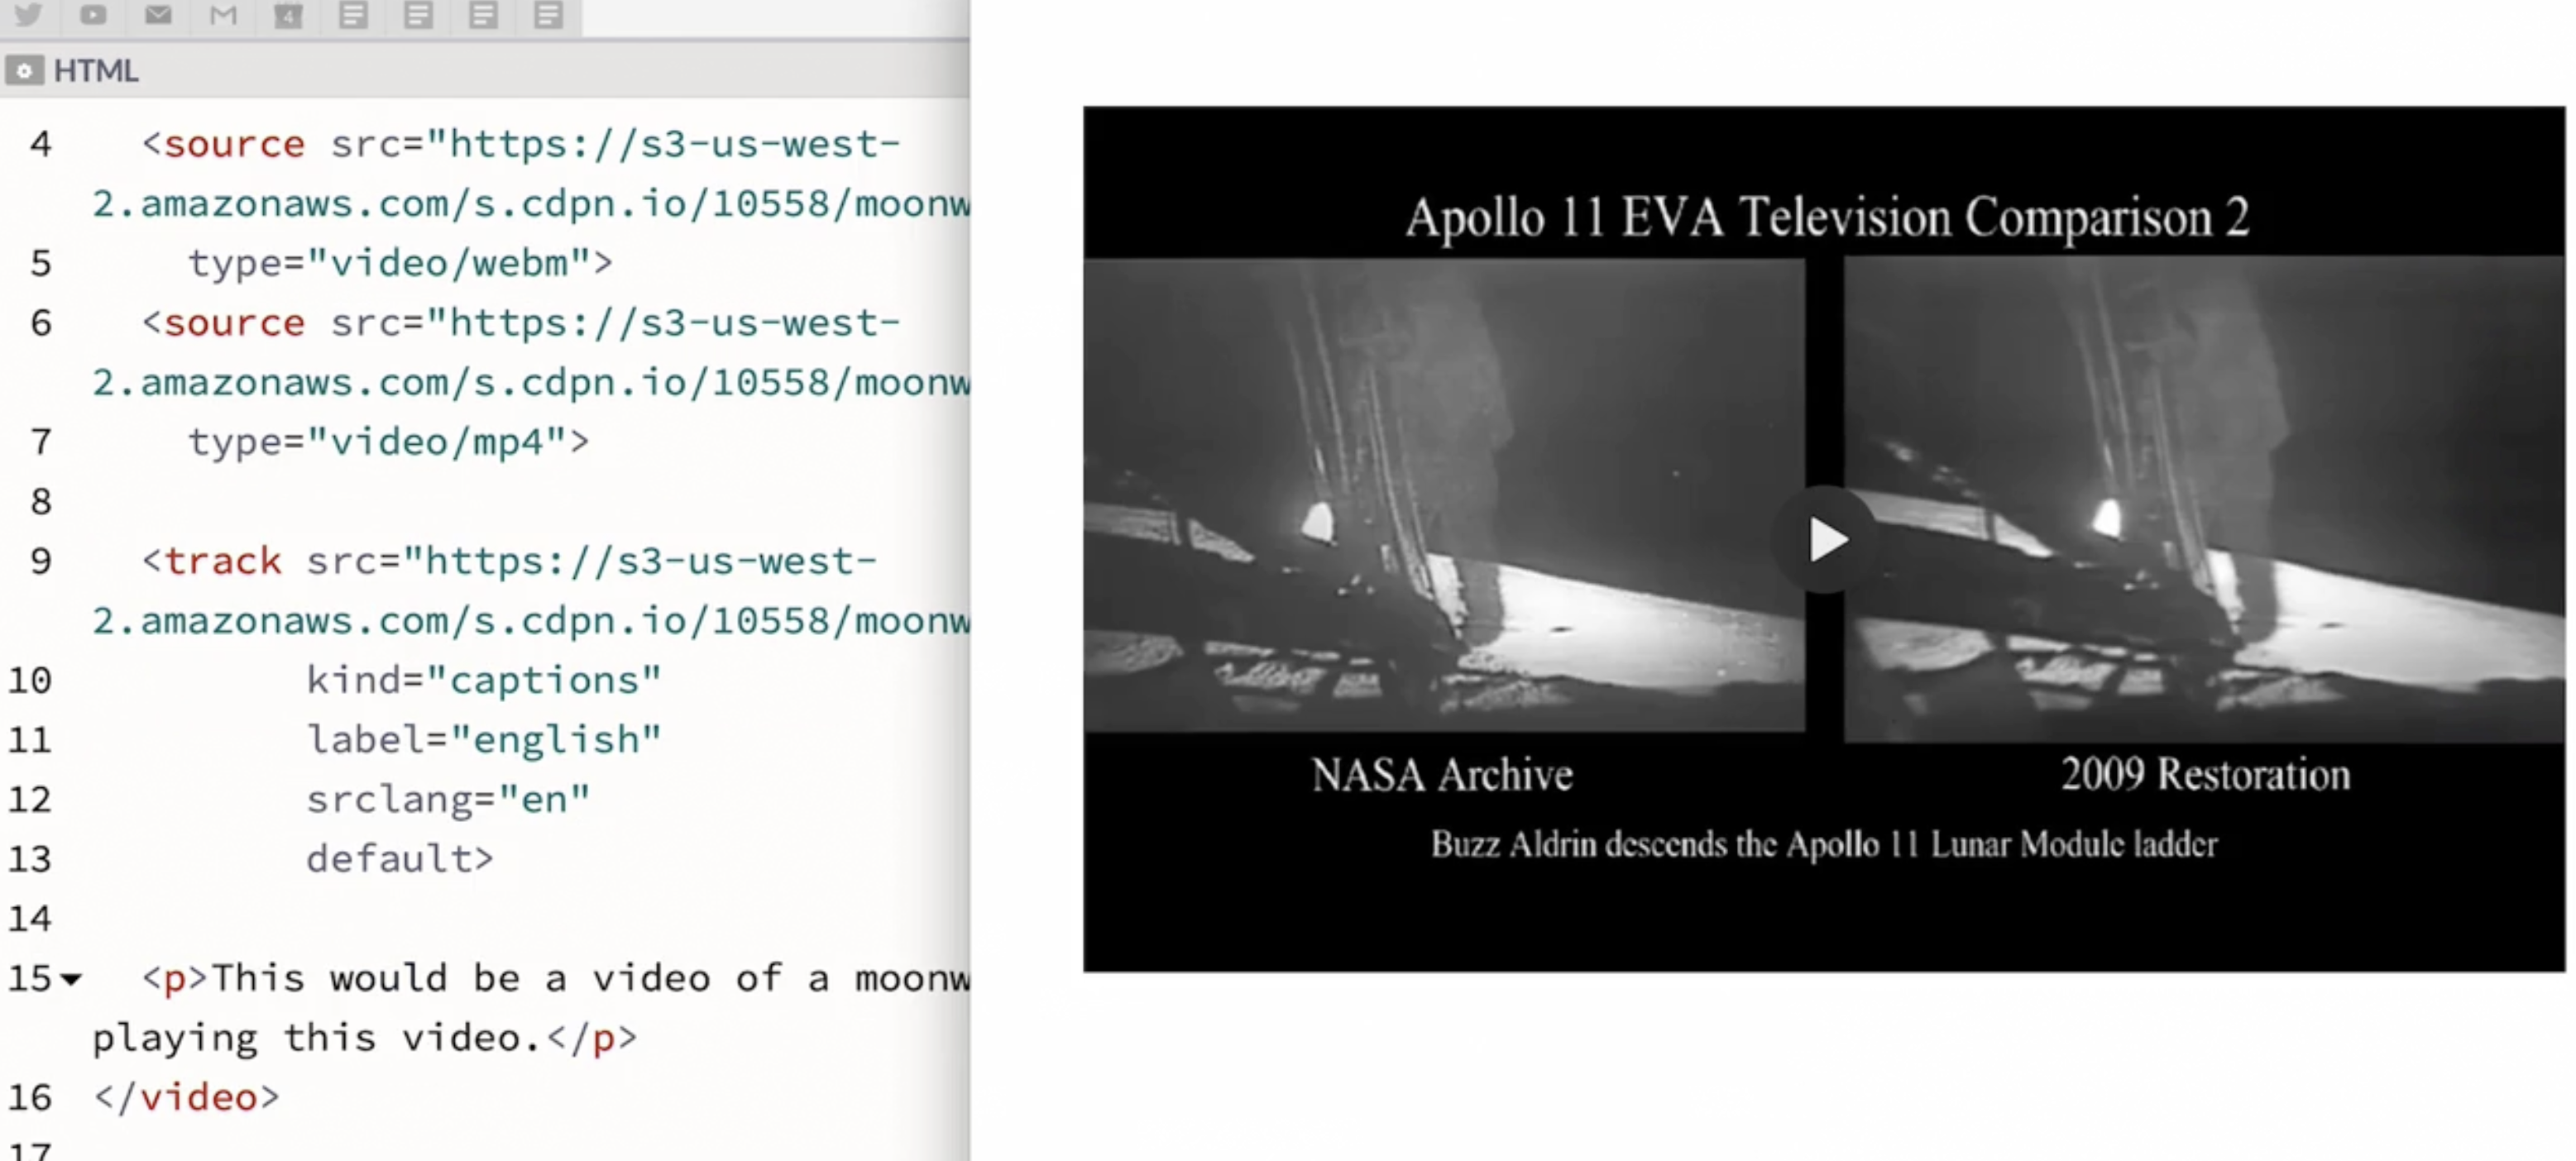 4
HTML
4 <source src="https://s3-us-west-
2.amazonaws.com/s.cdpn.io/10558/moonw
5 type="video/webm">
6 <source src="https://s3-us-west-
2.amazonaws.com/s.cdpn.io/10558/moonw
7 type="video/mp4">
8
9 <track src="https://s3-us-west-
2.amazonaws.com/s.cdpn.io/10558/moonw
10 kind="captions"
11 label="english"
12 srclang="en"
13 default>
14
15 <p>This would be a video of a moonw
playing this video.</p>
16 </video>
17
Apollo 11 EVA Television Comparison 2
NASA Archive
2009 Restoration
Buzz Aldrin descends the Apollo 11 Lunar Module ladder